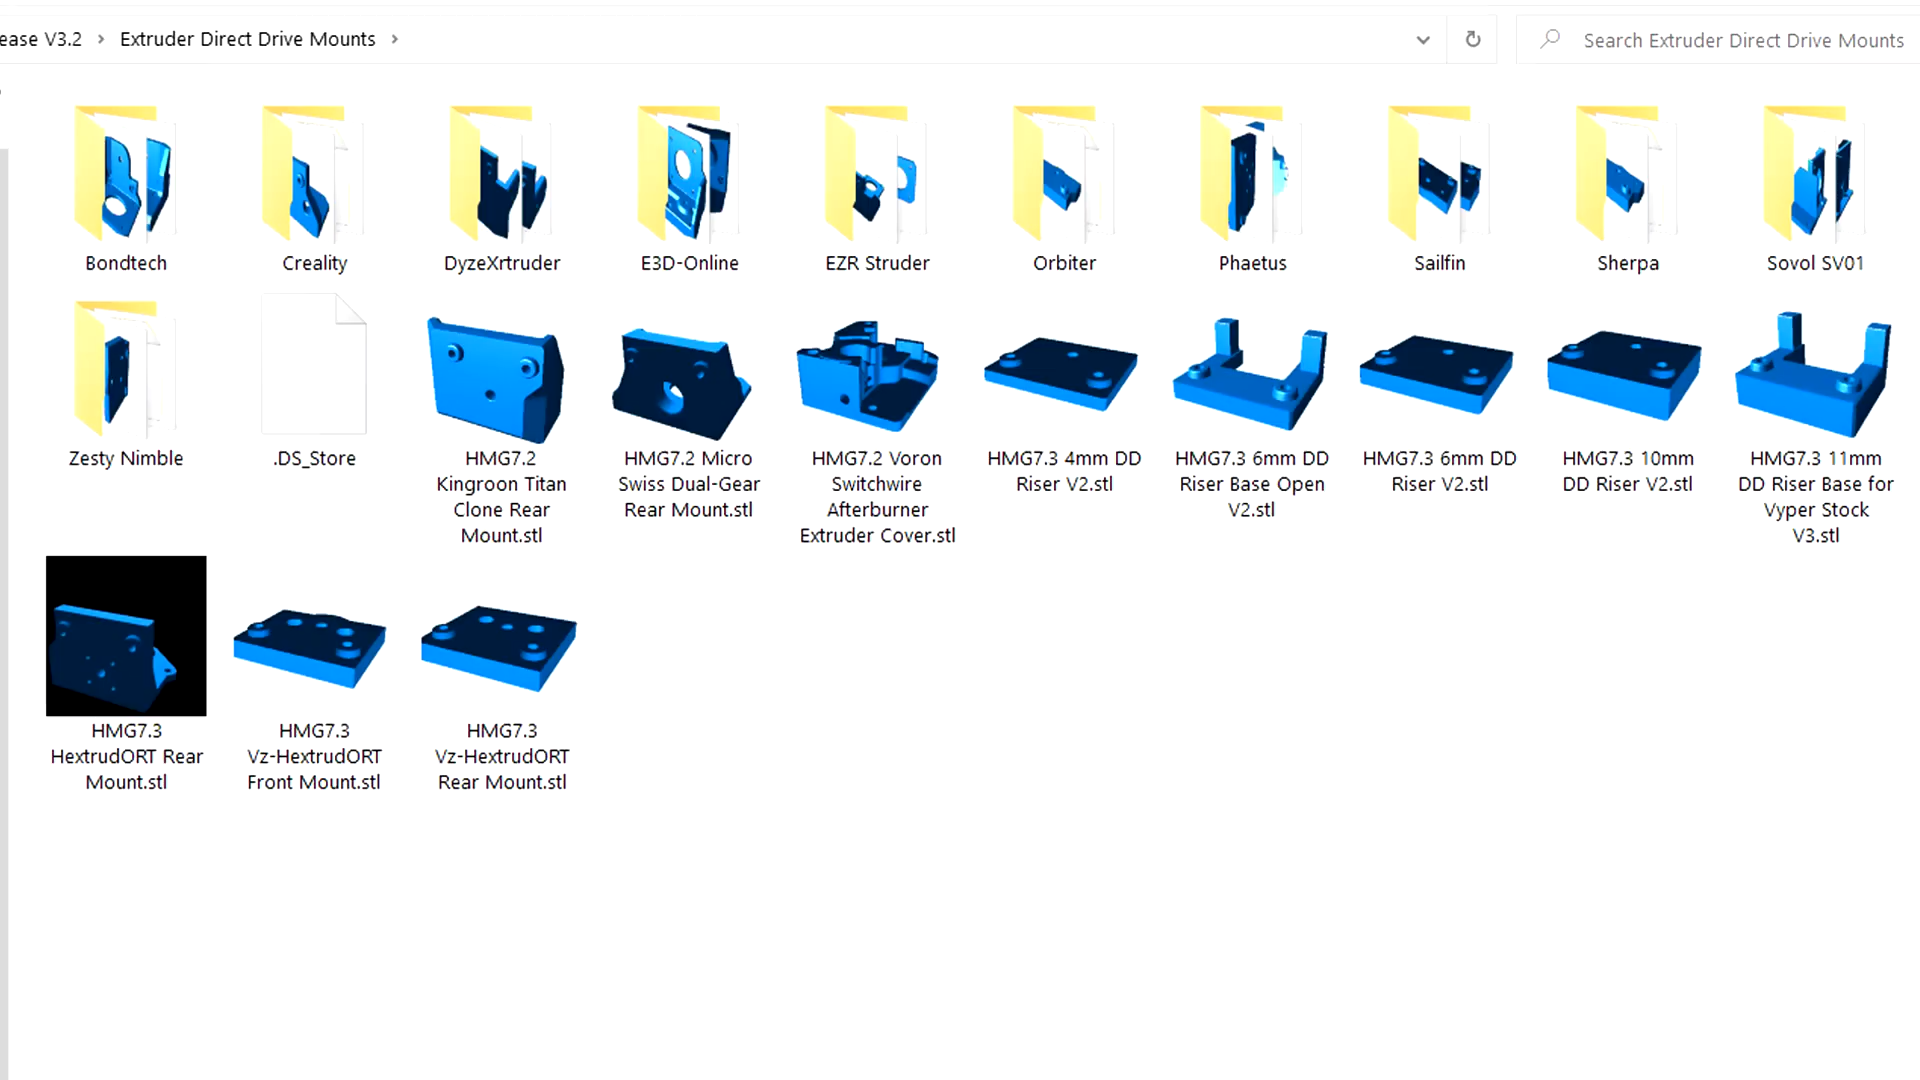 ease V3.2 > Extruder Direct Drive Mounts >
Search Extruder Direct Drive Mounts
Bondtech
Creality
DyzeXrtruder
E3D-Online
EZR Struder
Orbiter
Phaetus
Sailfin
Sherpa
Sovol SV01
Zesty Nimble
.DS_Store
HMG7.2
Kingroon Titan
Clone Rear
Mount.stl
HMG7.2 Micro
Swiss Dual-Gear
Rear Mount.stl
HMG7.2 Voron
Switchwire
Afterburner
Extruder Cover.stl
HMG7.3 4mm DD
Riser V2.stl
HMG7.3 6mm DD
Riser Base Open
V2.stl
HMG7.3 6mm DD
Riser V2.stl
HMG7.3 10mm
DD Riser V2.stl
HMG7.3 11mm
DD Riser Base for
Vyper Stock
V3.stl
HMG7.3
HextrudORT Rear
Mount.stl
HMG7.3
Vz-HextrudORT
Front Mount.stl
HMG7.3
Vz-HextrudORT
Rear Mount.stl